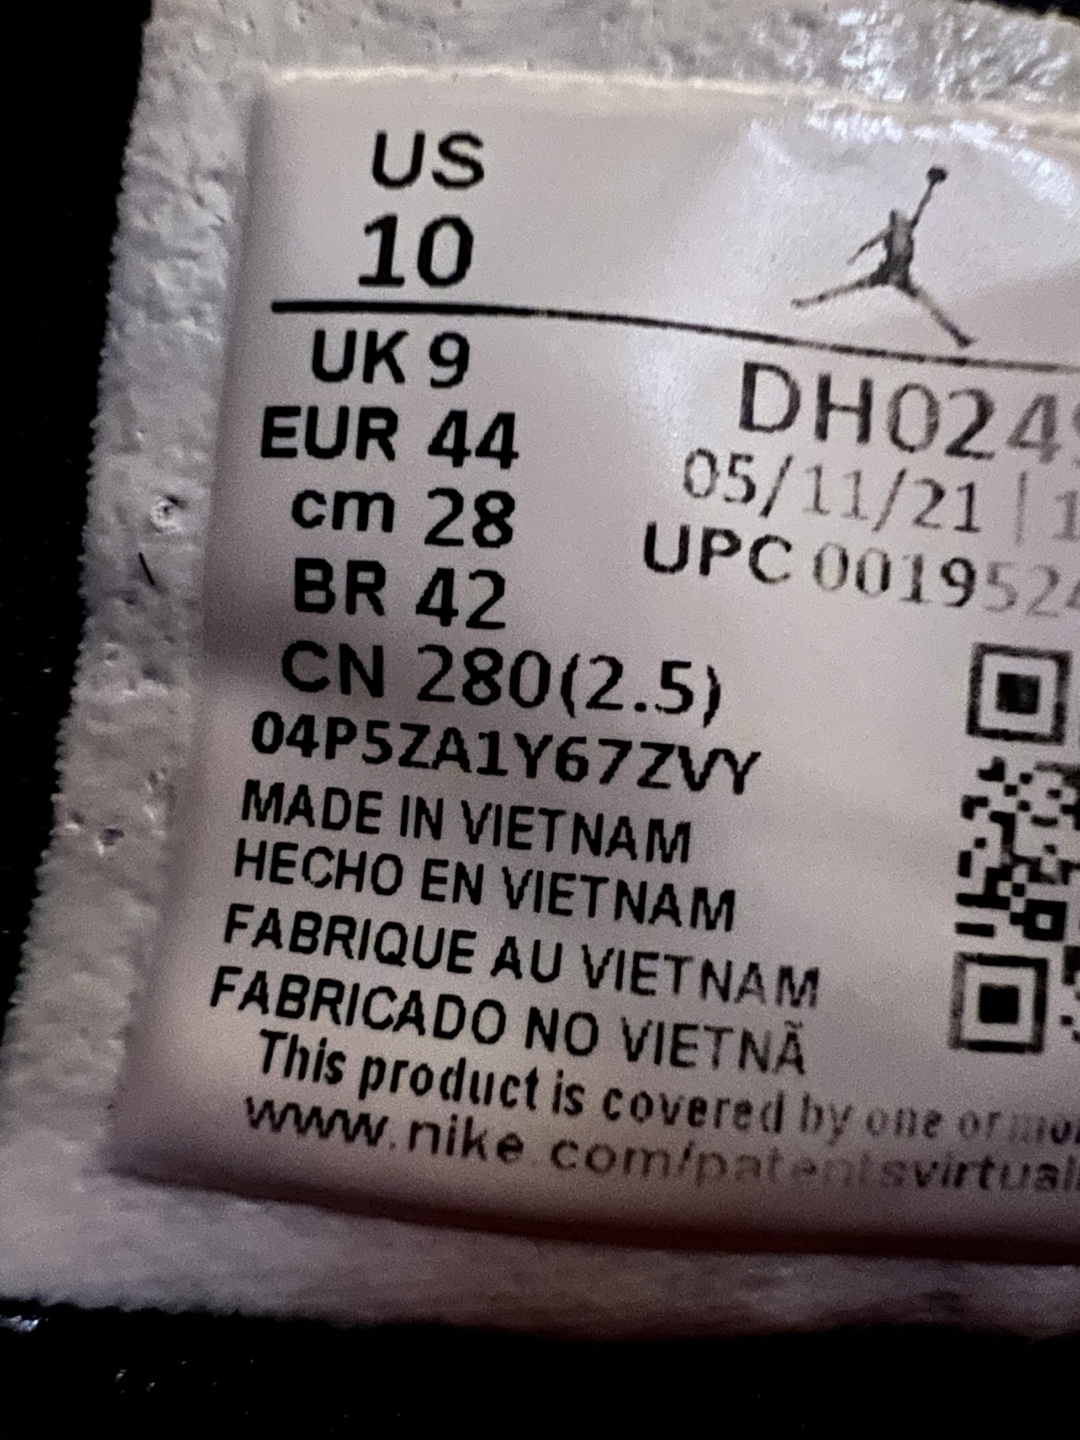 US
10
UK 9
EUR 44
cm 28
BR 42
CN 280(2.5)
04P5ZA1Y67ZVY
MADE IN VIETNAM
HECHO EN VIETNAM
FABRIQUE AU VIETNAM
FABRICADO NO VIETNÃ
This product is covered by one or
www.nike.com/patentsvirtual
DH024
05/11/21 | 1
UPC 0019524